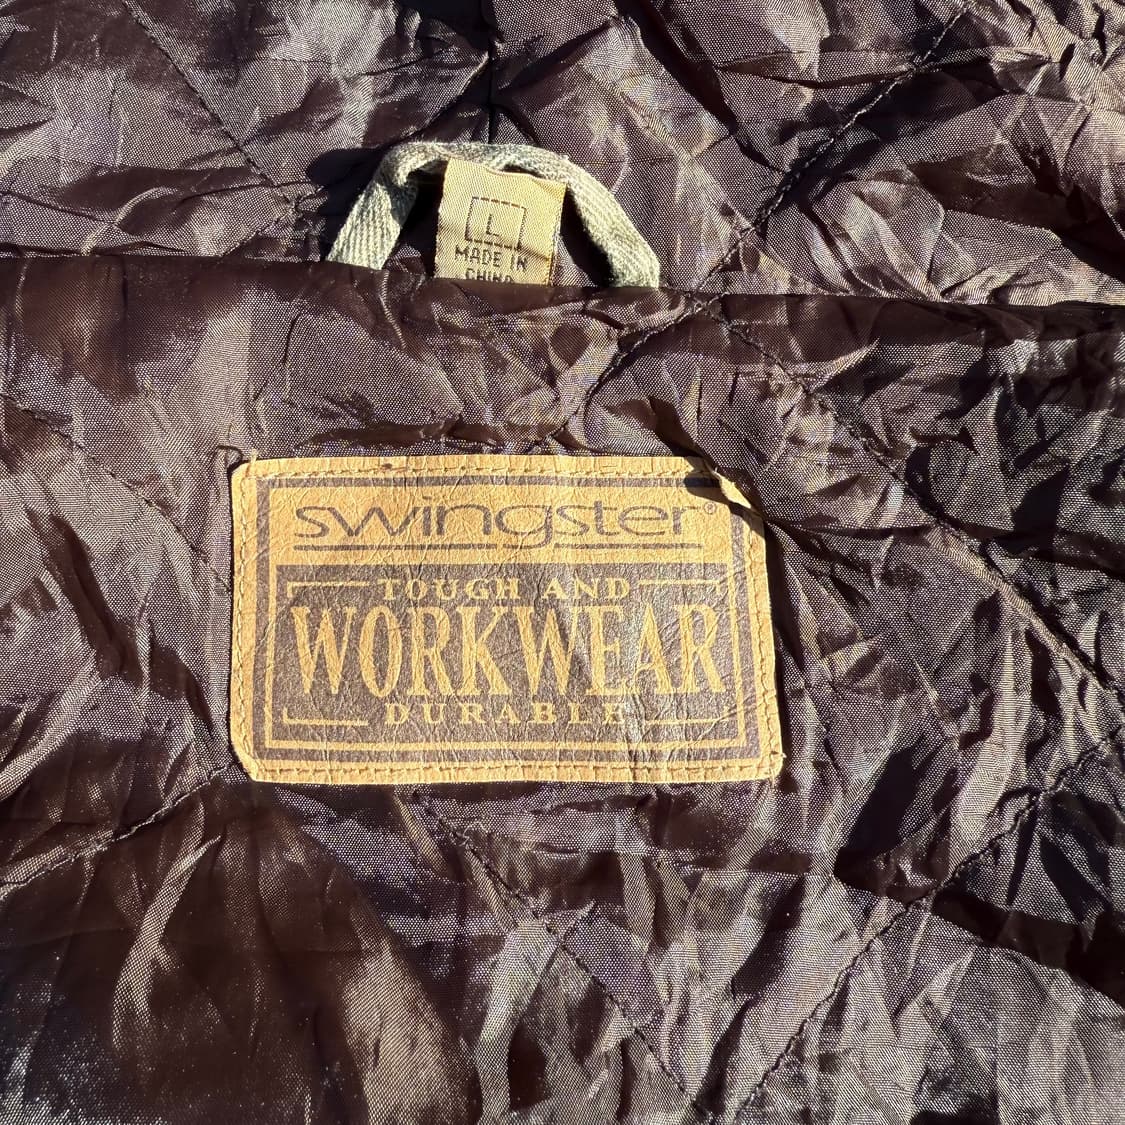 L
MADE IN
CHINA
swingster®
TOUGH AND
WORKWEAR
DURABLE